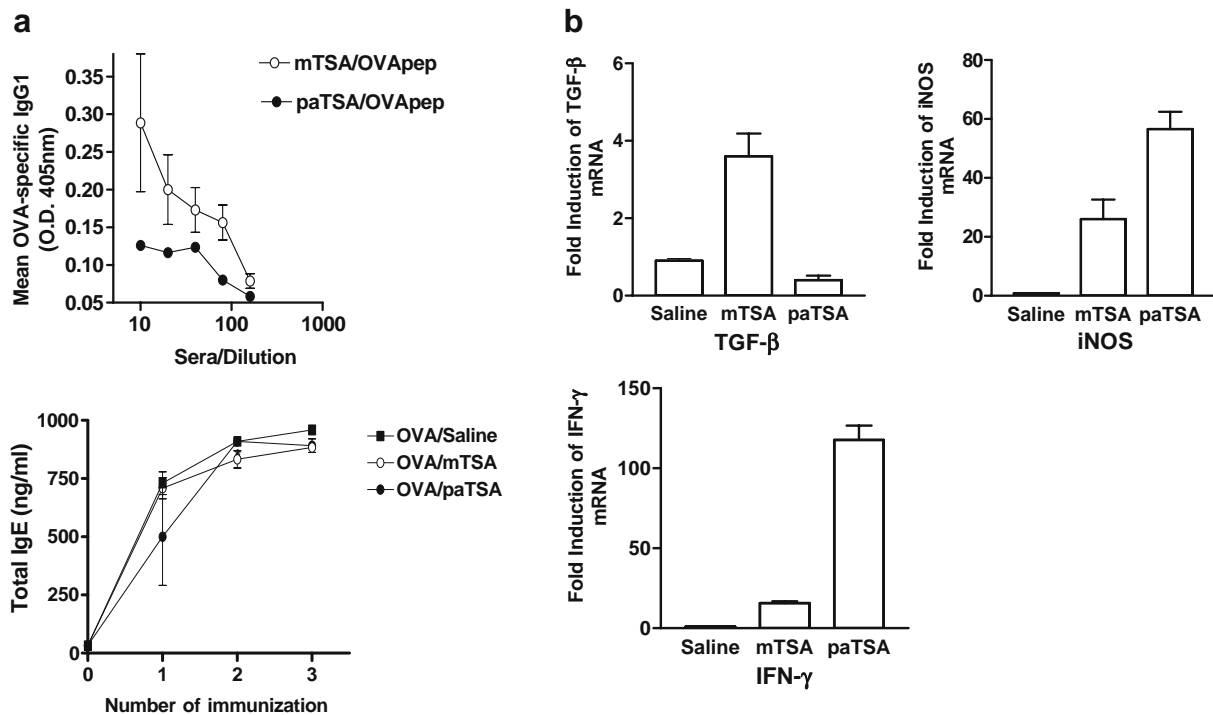 a
Mean OVA-specific IgG1
(O.D. 405nm)
0.35
0.30
0.25
0.20
0.15
0.10
0.05
10
100
1000
Sera/Dilution
mTSA/OVApep
paTSA/OVApep
Total IgE (ng/ml)
1000
750
500
250
0
0
1
2
3
Number of immunization
OVA/Saline
OVA/mTSA
OVA/paTSA
b
Fold Induction of TGF-β
mRNA
6
4
2
0
Saline
mTSA
paTSA
TGF-β
Fold Induction of iNOS
mRNA
80
60
40
20
0
Saline
mTSA
paTSA
iNOS
Fold Induction of IFN-γ
mRNA
150
100
50
0
Saline
mTSA
paTSA
IFN-γ